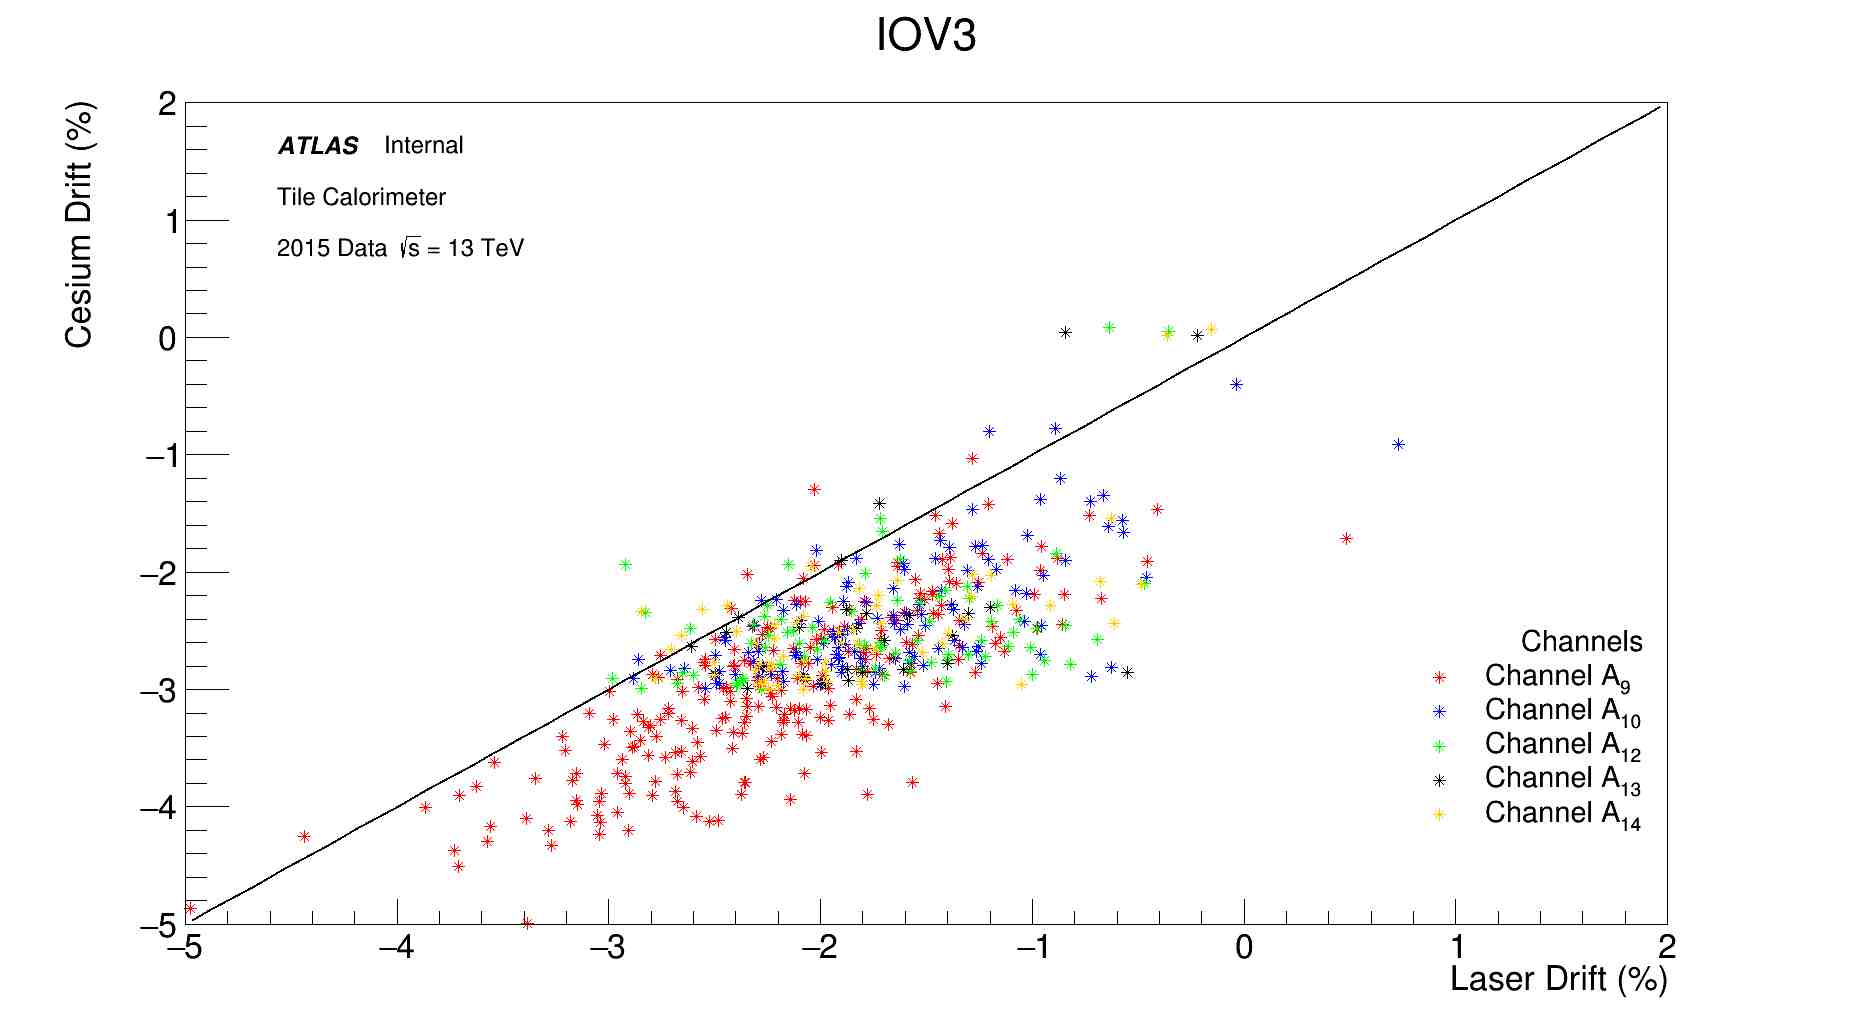 IOV3
Cesium Drift (%)
2
1
0
−1
−2
−3
−4
−5
ATLAS Internal
Tile Calorimeter
2015 Data √s = 13 TeV
Channels
Channel A9
Channel A10
Channel A12
Channel A13
Channel A14
−5 −4 −3 −2 −1 0 1 2
Laser Drift (%)